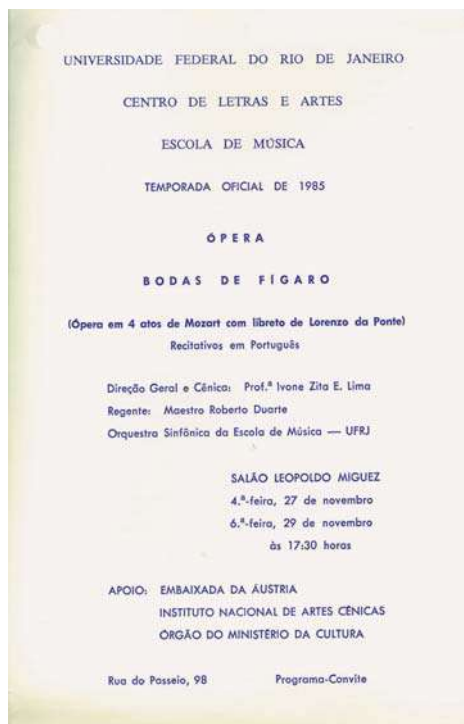 UNIVERSIDADE FEDERAL DO RIO DE JANEIRO
CENTRO DE LETRAS E ARTES
ESCOLA DE MÚSICA
TEMPORADA OFICIAL DE 1985
ÓPERA
BODAS DE FÍGARO
(Ópera em 4 atos de Mozart com libreto de Lorenzo da Ponte)
Recitativos em Português
Direção Geral e Cênica: Prof.ª Ivone Zita E. Lima
Regente: Maestro Roberto Duarte
Orquestra Sinfônica da Escola de Música — UFRJ
SALÃO LEOPOLDO MIGUEZ
4.ª-feira, 27 de novembro
6.ª-feira, 29 de novembro
às 17:30 horas
APOIO: EMBAIXADA DA ÁUSTRIA
INSTITUTO NACIONAL DE ARTES CÊNICAS
ÓRGÃO DO MINISTÉRIO DA CULTURA
Rua do Passeio, 98 Programa-Convite